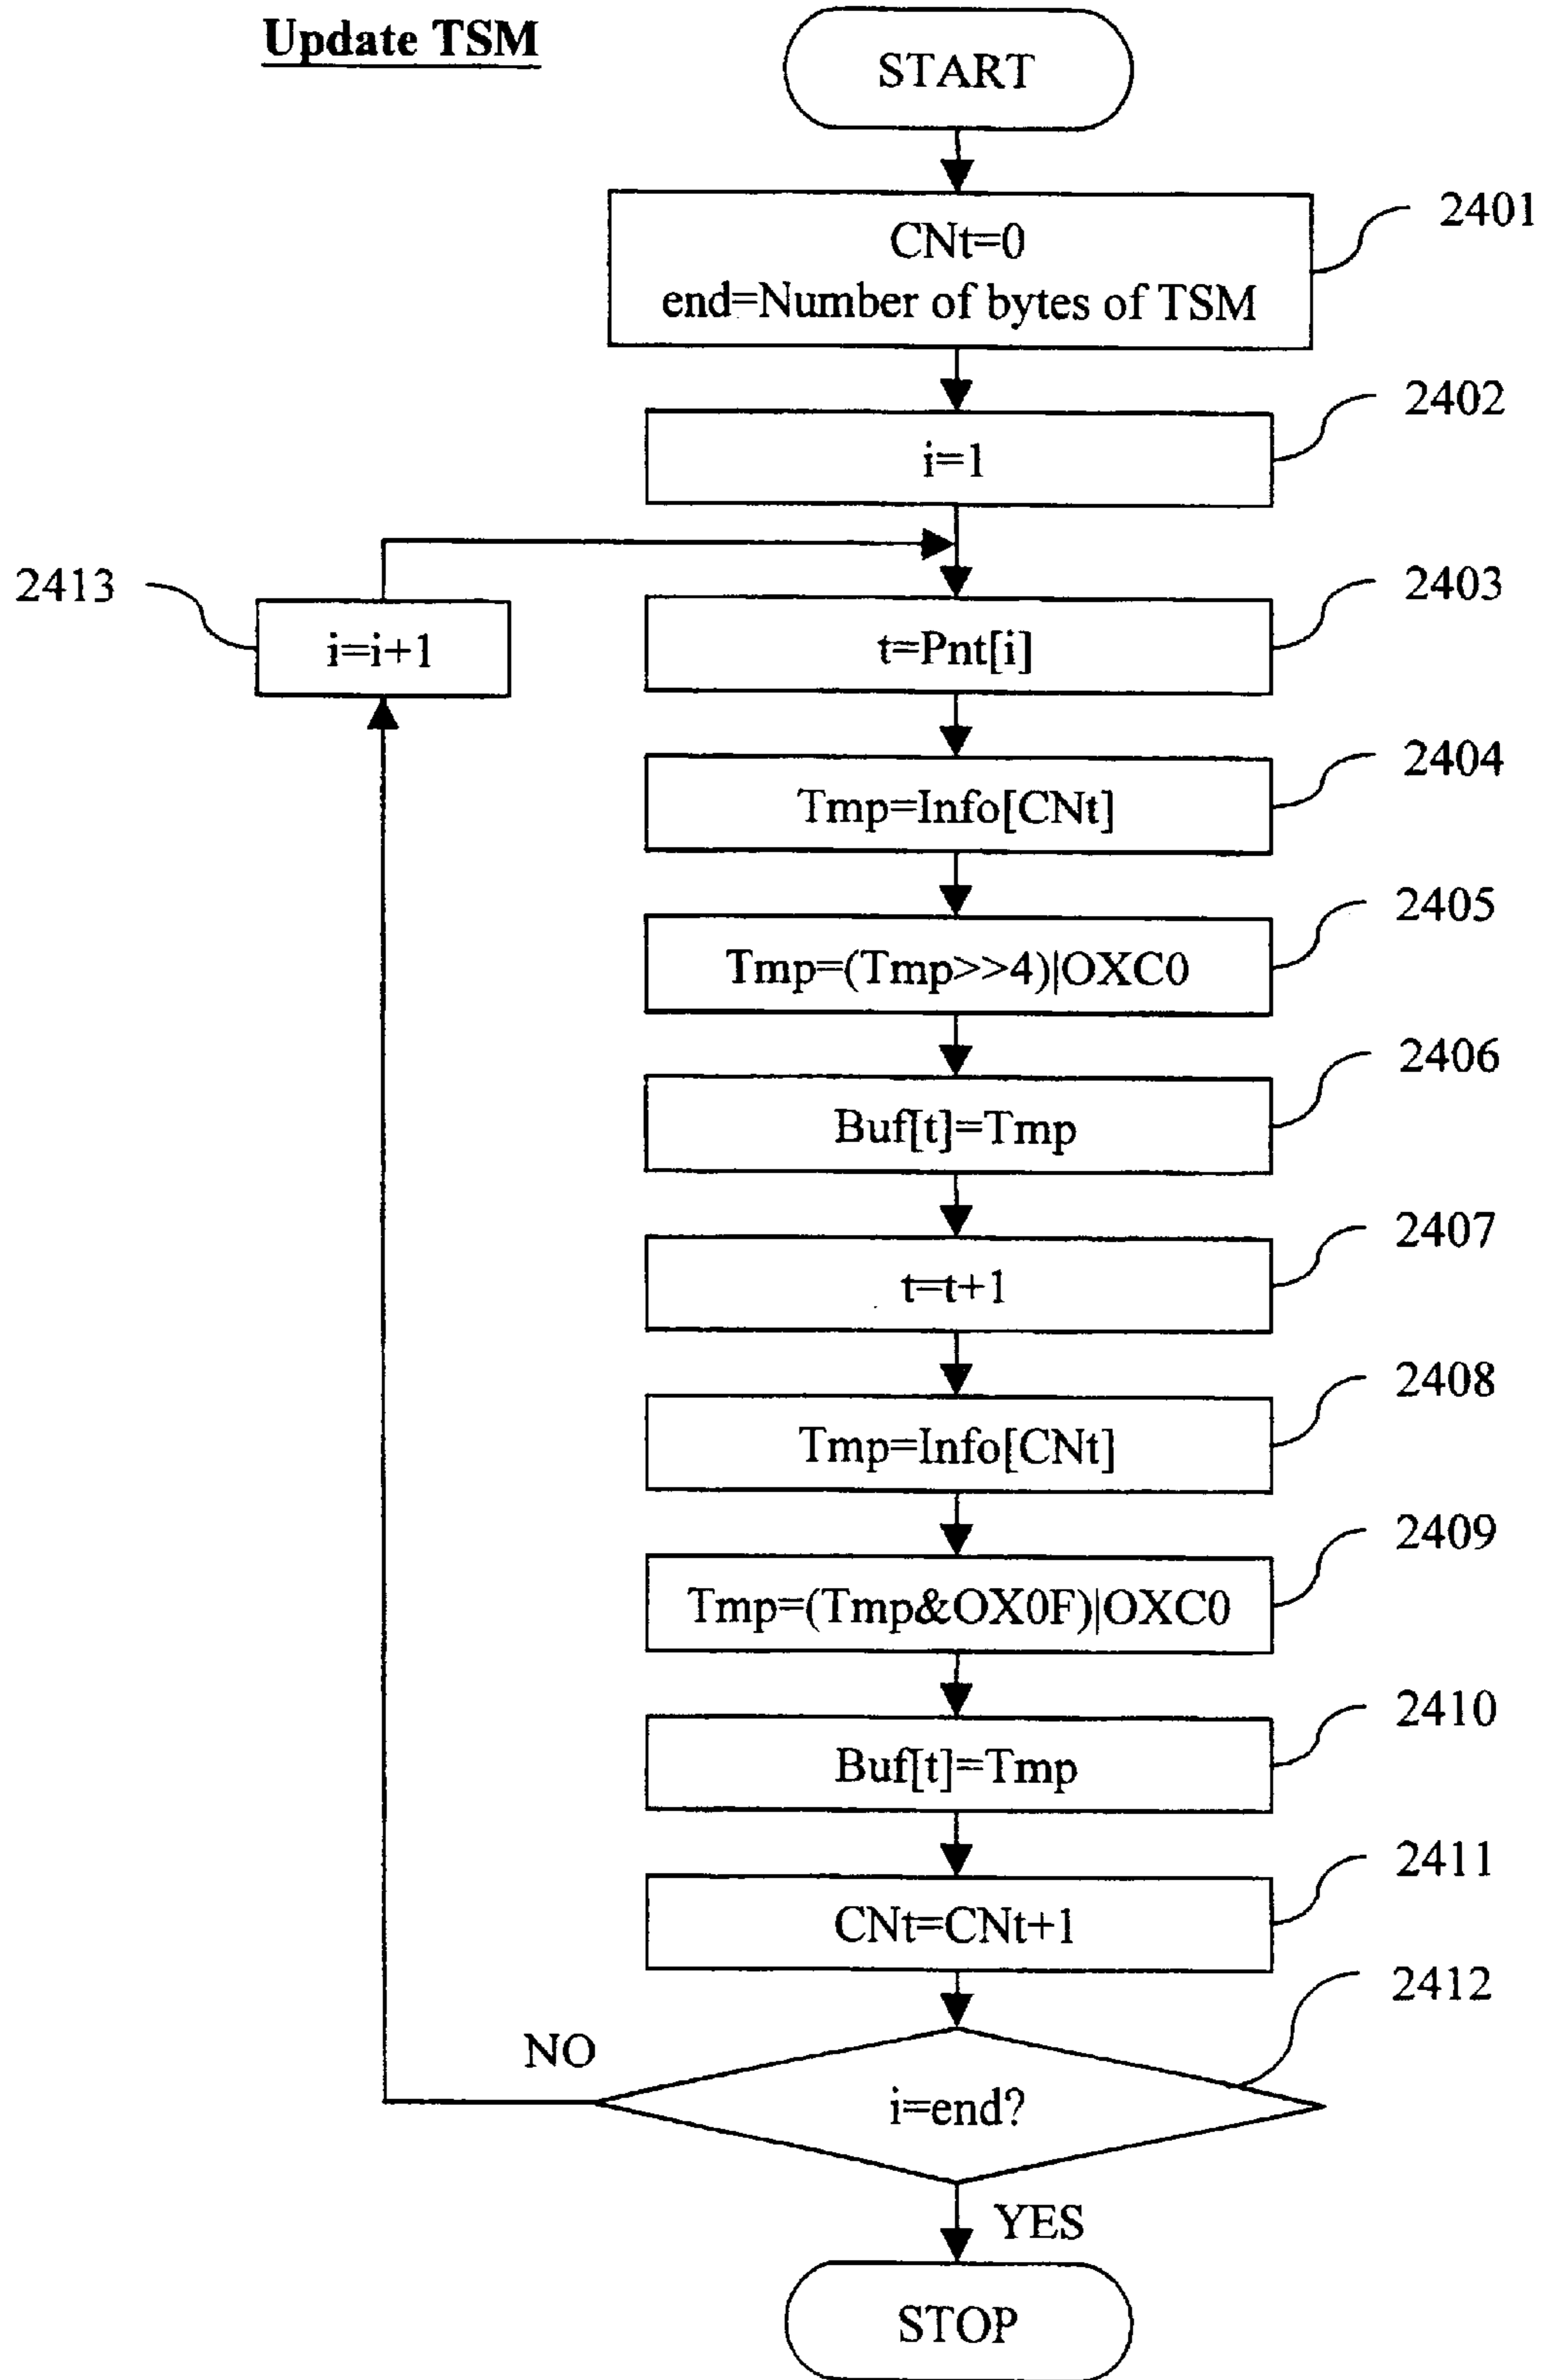 Update TSM
START
CNt=0
end=Number of bytes of TSM
2401
i=1
2402
t=Pnt[i]
2403
i=i+1
2413
Tmp=Info[CNt]
2404
Tmp=(Tmp>>4)|OXC0
2405
Buf[t]=Tmp
2406
t=t+1
2407
Tmp=Info[CNt]
2408
Tmp=(Tmp&OX0F)|OXC0
2409
Buf[t]=Tmp
2410
CNt=CNt+1
2411
i=end?
2412
NO
YES
STOP